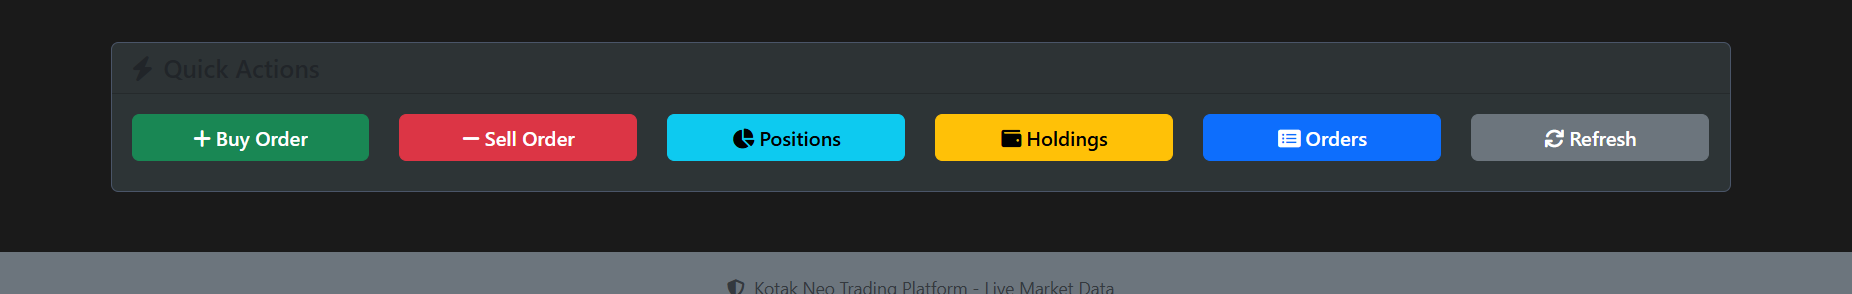 Quick Actions
Buy Order
Sell Order
Positions
Holdings
Orders
Refresh
Kotak Neo Trading Platform - Live Market Data